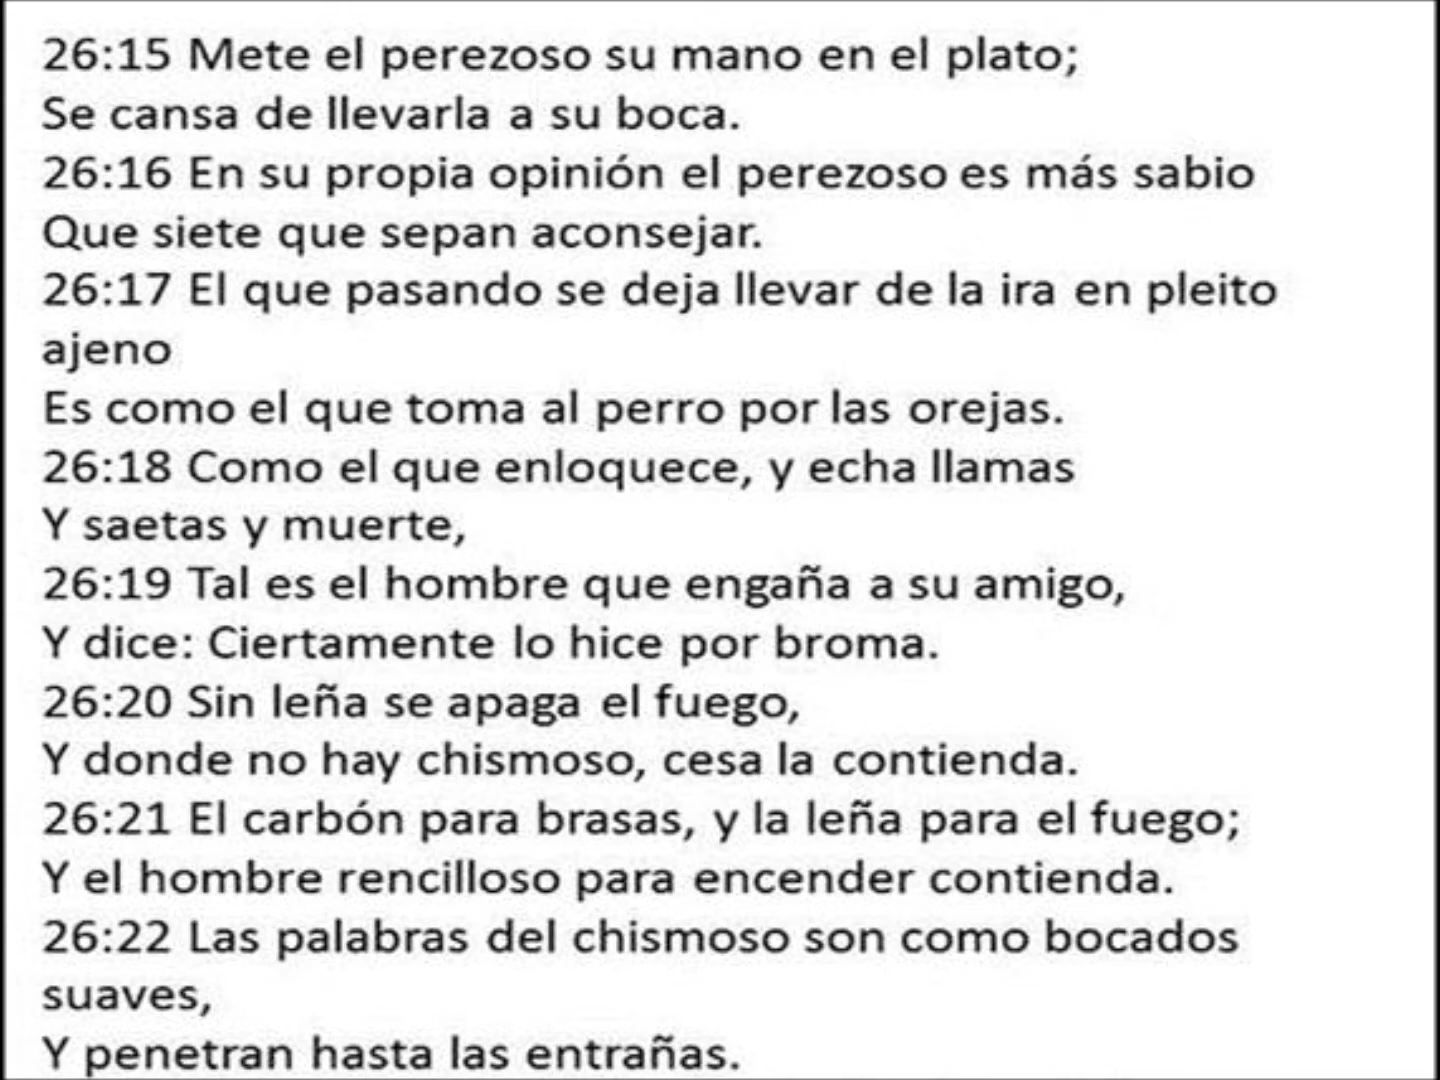 26:15 Mete el perezoso su mano en el plato;
Se cansa de llevarla a su boca.
26:16 En su propia opinión el perezoso es más sabio
Que siete que sepan aconsejar.
26:17 El que pasando se deja llevar de la ira en pleito
ajeno
Es como el que toma al perro por las orejas.
26:18 Como el que enloquece, y echa llamas
Y saetas y muerte,
26:19 Tal es el hombre que engaña a su amigo,
Y dice: Ciertamente lo hice por broma.
26:20 Sin leña se apaga el fuego,
Y donde no hay chismoso, cesa la contienda.
26:21 El carbón para brasas, y la leña para el fuego;
Y el hombre rencilloso para encender contienda.
26:22 Las palabras del chismoso son como bocados
suaves,
Y penetran hasta las entrañas.